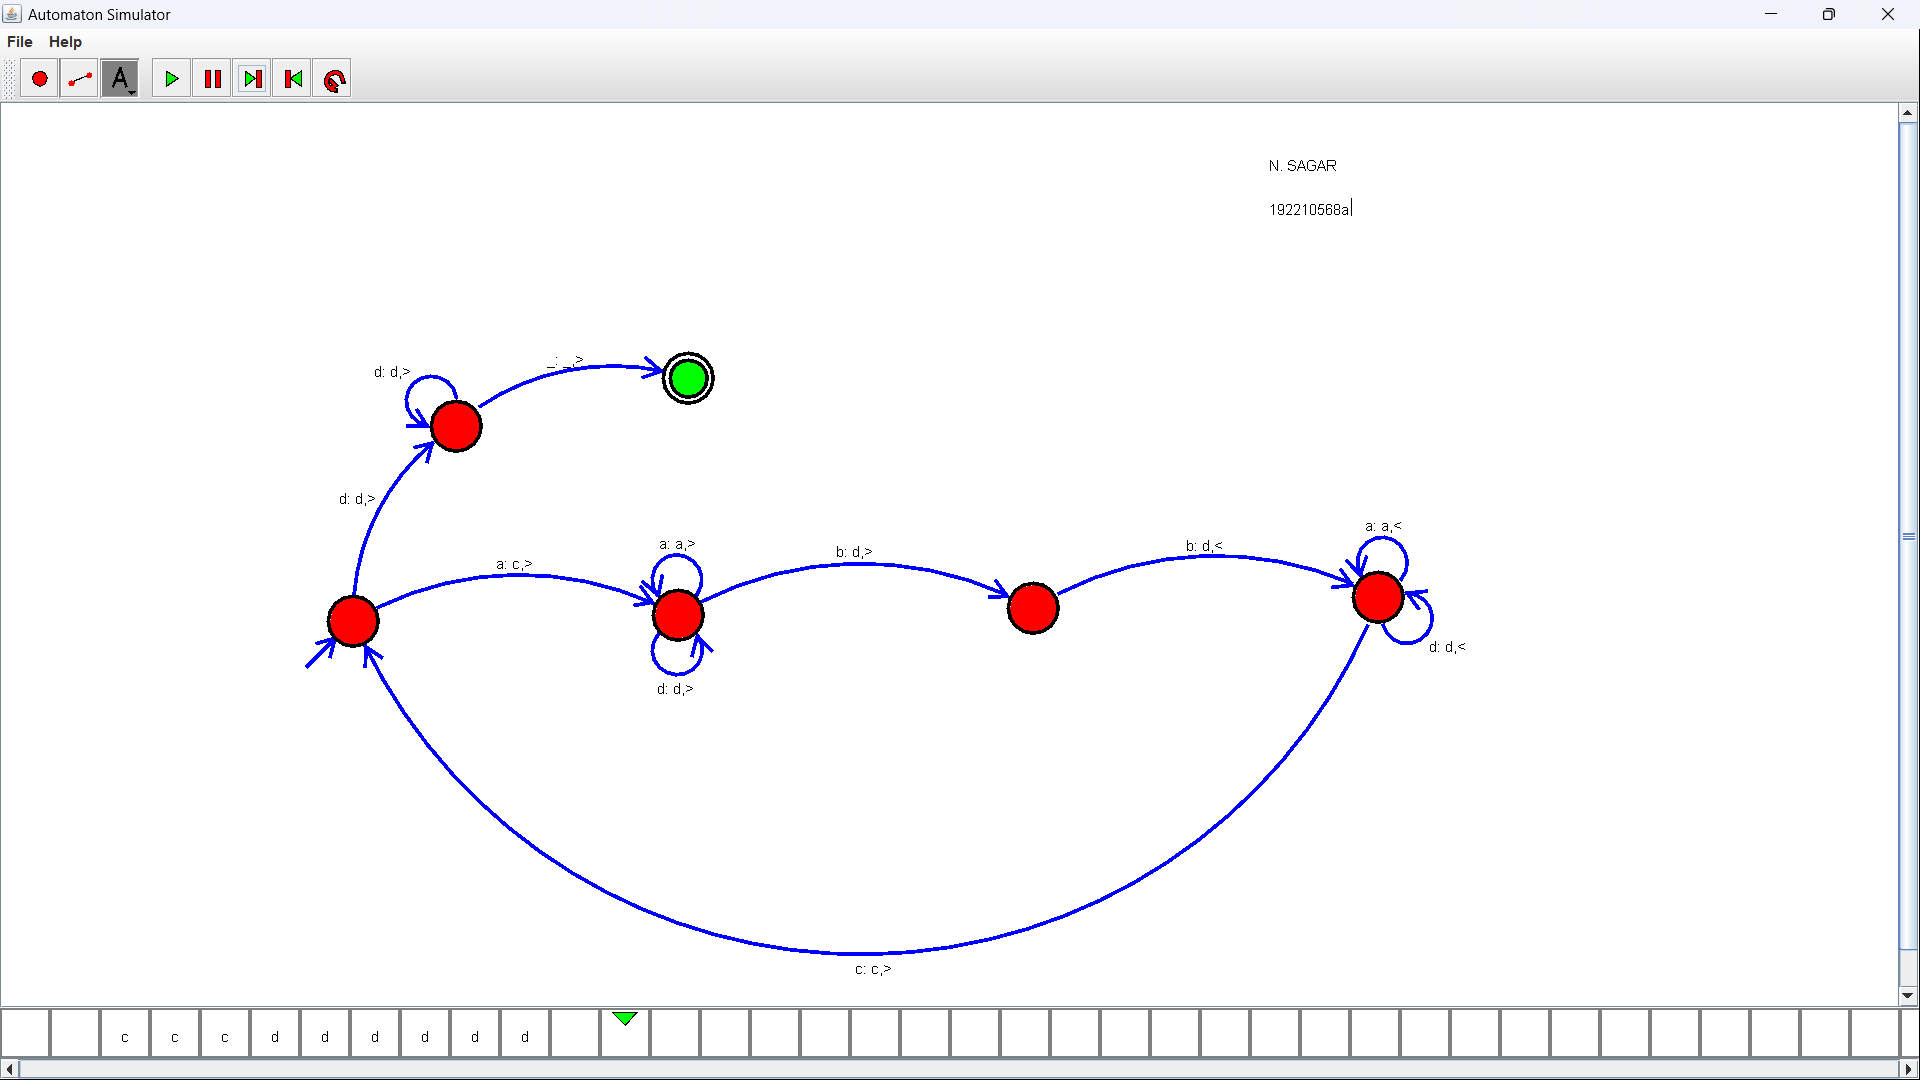 Automaton Simulator
File Help
A
N. SAGAR
192210568a
d: d,>
_: _,>
d: d,>
a: c,>
a: a,>
d: d,>
b: d,>
b: d,<
a: a,<
d: d,<
c: c,>
c c c d d d d d d